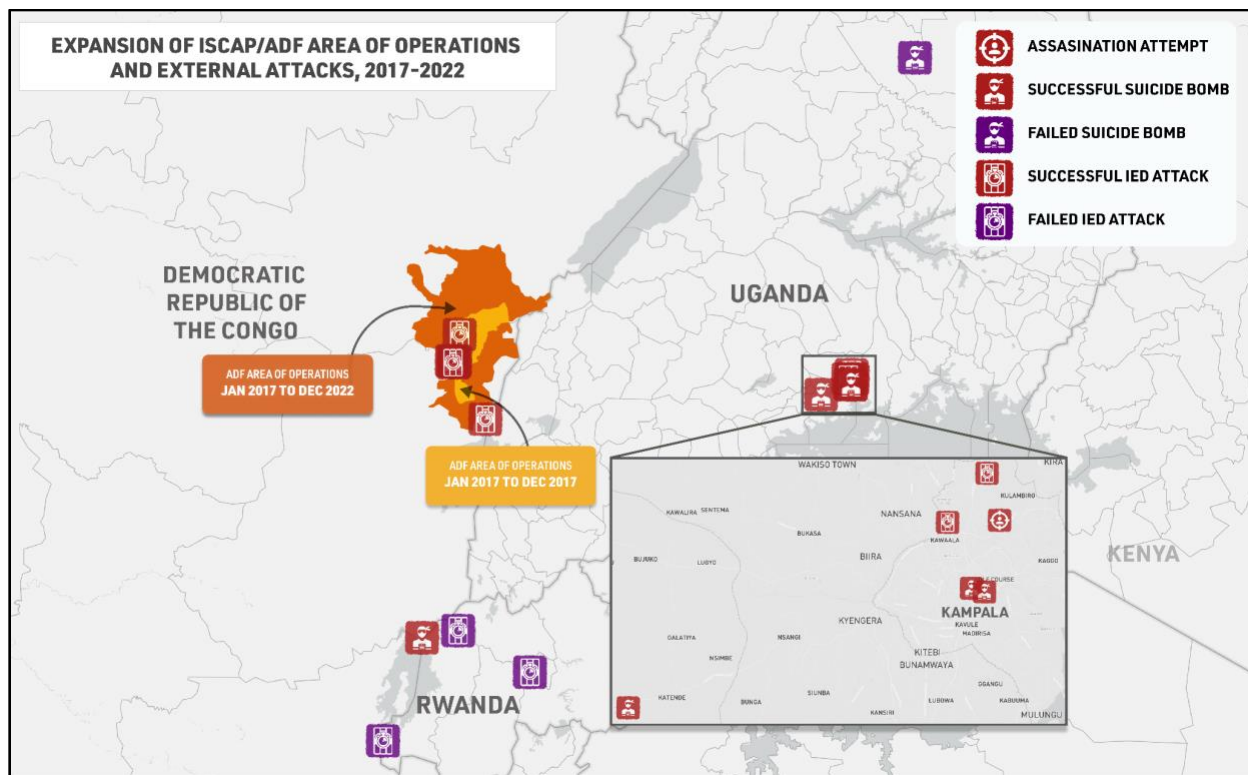 EXPANSION OF ISCAP/ADF AREA OF OPERATIONS
AND EXTERNAL ATTACKS, 2017-2022
ASSASINATION ATTEMPT
SUCCESSFUL SUICIDE BOMB
FAILED SUICIDE BOMB
SUCCESSFUL IED ATTACK
FAILED IED ATTACK
DEMOCRATIC
REPUBLIC OF
THE CONGO
UGANDA
ADF AREA OF OPERATIONS
JAN 2017 TO DEC 2022
ADF AREA OF OPERATIONS
JAN 2017 TO DEC 2017
KENYA
RWANDA
WAKISO TOWN
KIRA
KULAMBIRO
KAWALIRA
SENTEMA
NANSANA
BUKASA
KAWAALA
BUJUKO
BIIRA
COURSE
KAMPALA
KYENGERA
KAVULE
MADIRISA
GALATIYA
NSANGI
NSIMBE
KITEBI
BUNAMWAYA
KATENDE
BUNGA
SIUNBA
KANSIRI
LUBOWA
OGANGU
KABUUMA
MULUNGU